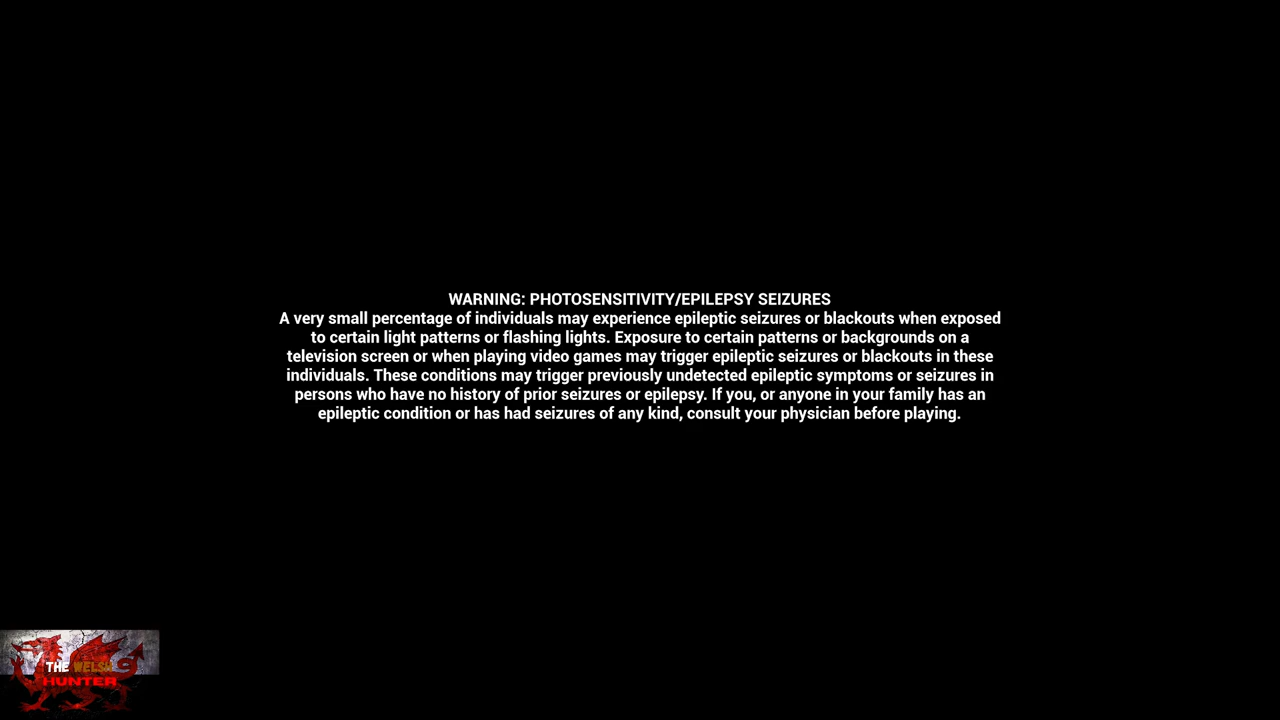 WARNING: PHOTOSENSITIVITY/EPILEPSY SEIZURES
A very small percentage of individuals may experience epileptic seizures or blackouts when exposed
to certain light patterns or flashing lights. Exposure to certain patterns or backgrounds on a
television screen or when playing video games may trigger epileptic seizures or blackouts in these
individuals. These conditions may trigger previously undetected epileptic symptoms or seizures in
persons who have no history of prior seizures or epilepsy. If you, or anyone in your family has an
epileptic condition or has had seizures of any kind, consult your physician before playing.
THE WELSH
HUNTER